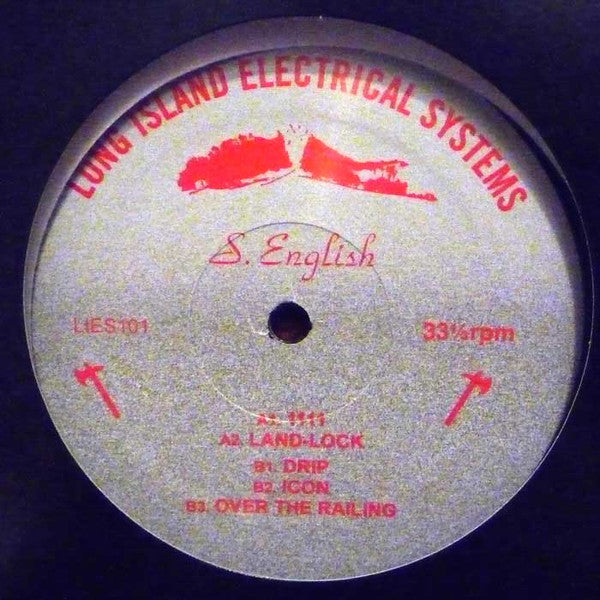 LONG ISLAND ELECTRICAL SYSTEMS
S. English
LIES101
33⅓rpm
A1. 1111
A2. LAND-LOCK
B1. DRIP
B2. ICON
B3. OVER THE RAILING